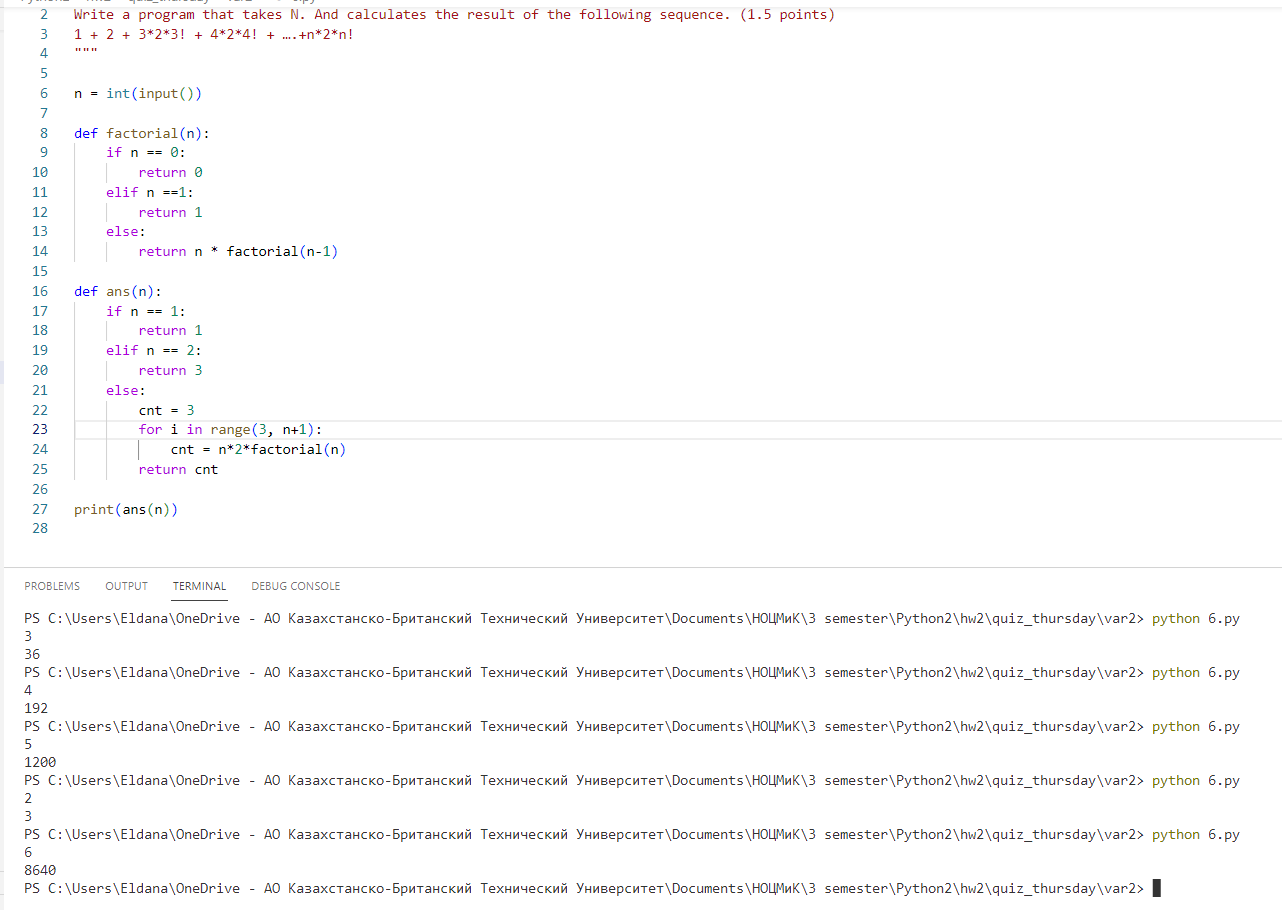 2 Write a program that takes N. And calculates the result of the following sequence. (1.5 points)
3 1 + 2 + 3*2*3! + 4*2*4! + ….+n*2*n!
4 """
5
6 n = int(input())
7
8 def factorial(n):
9 if n == 0:
10 return 0
11 elif n ==1:
12 return 1
13 else:
14 return n * factorial(n-1)
15
16 def ans(n):
17 if n == 1:
18 return 1
19 elif n == 2:
20 return 3
21 else:
22 cnt = 3
23 for i in range(3, n+1):
24 cnt = n*2*factorial(n)
25 return cnt
26
27 print(ans(n))
28
PROBLEMS OUTPUT TERMINAL DEBUG CONSOLE
PS C:\Users\Eldana\OneDrive - АО Казахстанско-Британский Технический Университет\Documents\НОЦМиК\3 semester\Python2\hw2\quiz_thursday\var2> python 6.py
3
36
PS C:\Users\Eldana\OneDrive - АО Казахстанско-Британский Технический Университет\Documents\НОЦМиК\3 semester\Python2\hw2\quiz_thursday\var2> python 6.py
4
192
PS C:\Users\Eldana\OneDrive - АО Казахстанско-Британский Технический Университет\Documents\НОЦМиК\3 semester\Python2\hw2\quiz_thursday\var2> python 6.py
5
1200
PS C:\Users\Eldana\OneDrive - АО Казахстанско-Британский Технический Университет\Documents\НОЦМиК\3 semester\Python2\hw2\quiz_thursday\var2> python 6.py
2
3
PS C:\Users\Eldana\OneDrive - АО Казахстанско-Британский Технический Университет\Documents\НОЦМиК\3 semester\Python2\hw2\quiz_thursday\var2> python 6.py
6
8640
PS C:\Users\Eldana\OneDrive - АО Казахстанско-Британский Технический Университет\Documents\НОЦМиК\3 semester\Python2\hw2\quiz_thursday\var2>